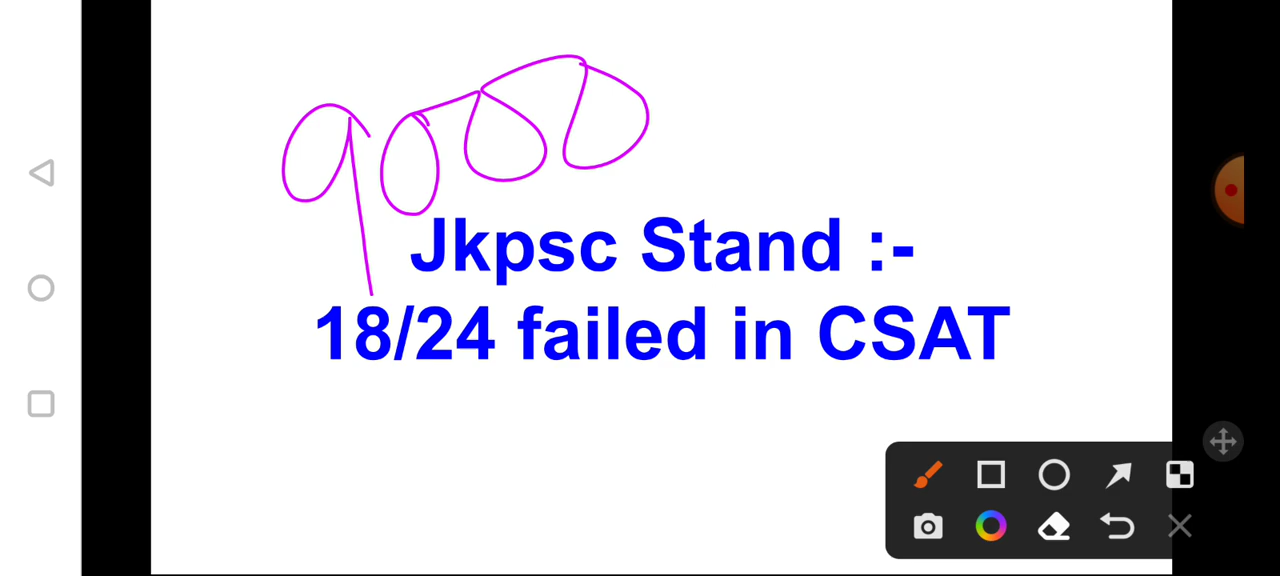 9000
Jkpsc Stand :-
18/24 failed in CSAT